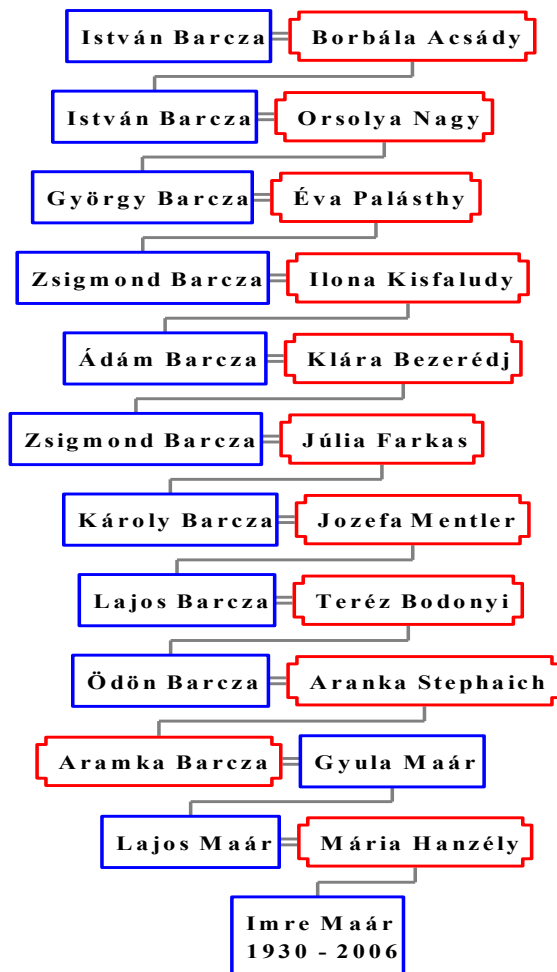 István Barcza
Borbála Acsády
István Barcza
Orsolya Nagy
György Barcza
Éva Palásthy
Zsigmond Barcza
Ilona Kisfaludy
Ádám Barcza
Klára Bezerédj
Zsigmond Barcza
Júlia Farkas
Károly Barcza
Jozefa Mentler
Lajos Barcza
Teréz Bodonyi
Ödön Barcza
Aranka Stephaich
Aramka Barcza
Gyula Maár
Lajos Maár
Mária Hanzély
Imre Maár
1930 - 2006